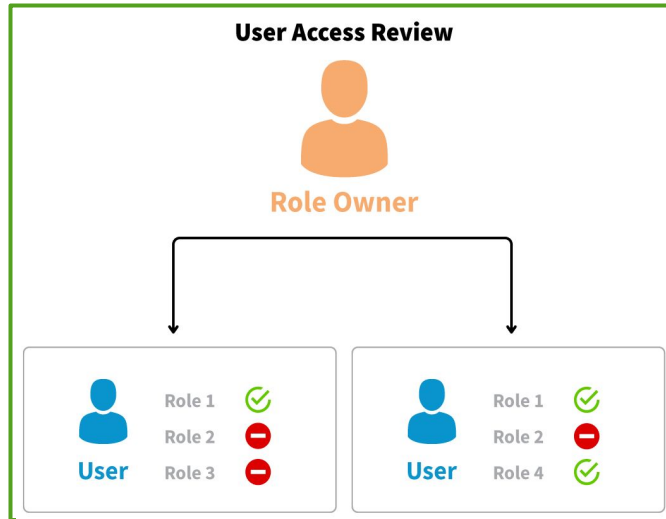 User Access Review
Role Owner
Role 1
Role 2
Role 3
User
Role 1
Role 2
Role 4
User